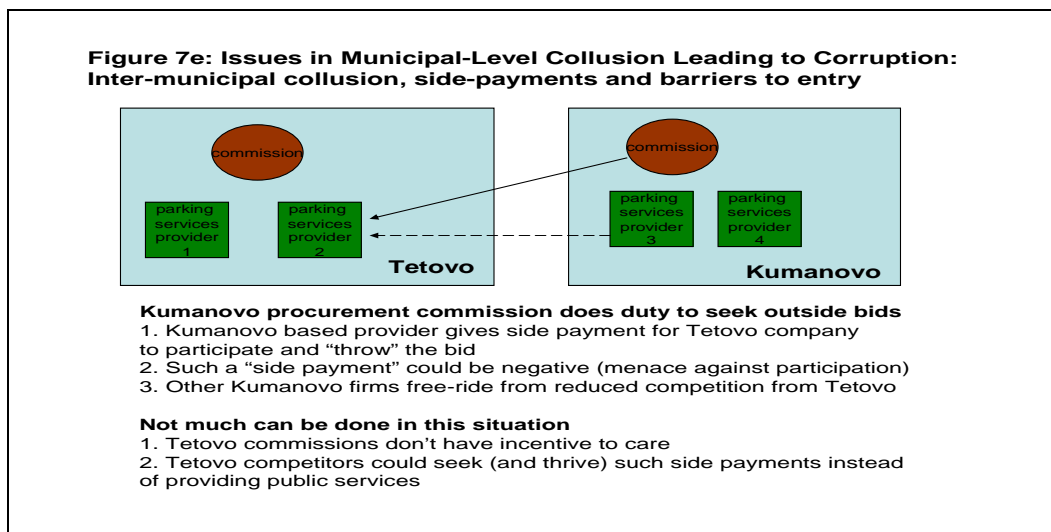 Figure 7e: Issues in Municipal-Level Collusion Leading to Corruption:
Inter-municipal collusion, side-payments and barriers to entry
commission
commission
parking
services
provider
1
parking
services
provider
2
parking
services
provider
3
parking
services
provider
4
Tetovo
Kumanovo
Kumanovo procurement commission does duty to seek outside bids
1. Kumanovo based provider gives side payment for Tetovo company
to participate and “throw” the bid
2. Such a “side payment” could be negative (menace against participation)
3. Other Kumanovo firms free-ride from reduced competition from Tetovo
Not much can be done in this situation
1. Tetovo commissions don’t have incentive to care
2. Tetovo competitors could seek (and thrive) such side payments instead
of providing public services